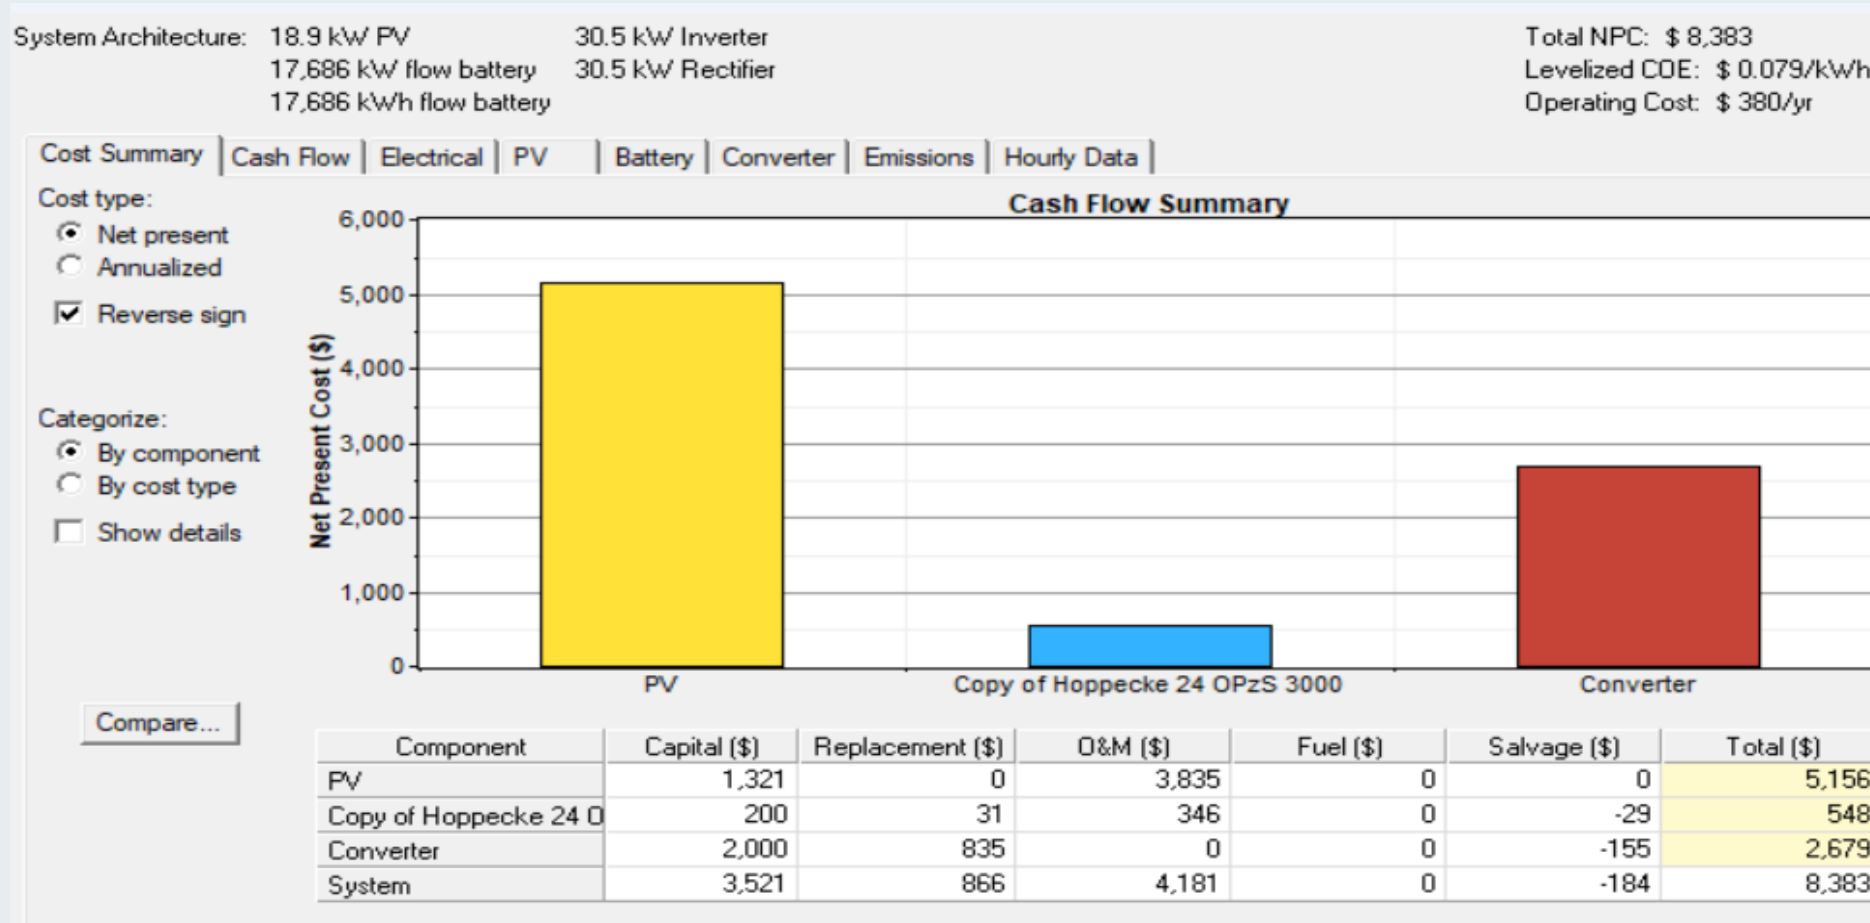 System Architecture: 18.9 kW PV 30.5 kW Inverter Total NPC: $ 8,383
17,686 kW flow battery 30.5 kW Rectifier Levelized COE: $ 0.079/kWh
17,686 kWh flow battery Operating Cost: $ 380/yr
Cost Summary Cash Flow Electrical PV Battery Converter Emissions Hourly Data
Cost type:
Net present
Annualized
Reverse sign
Categorize:
By component
By cost type
Show details
Compare...
Cash Flow Summary
Net Present Cost ($)
6,000
5,000
4,000
3,000
2,000
1,000
0
PV Copy of Hoppecke 24 OPzS 3000 Converter
Component Capital ($) Replacement ($) O&M ($) Fuel ($) Salvage ($) Total ($)
PV 1,321 0 3,835 0 0 5,156
Copy of Hoppecke 24 O 200 31 346 0 -29 548
Converter 2,000 835 0 0 -155 2,679
System 3,521 866 4,181 0 -184 8,383